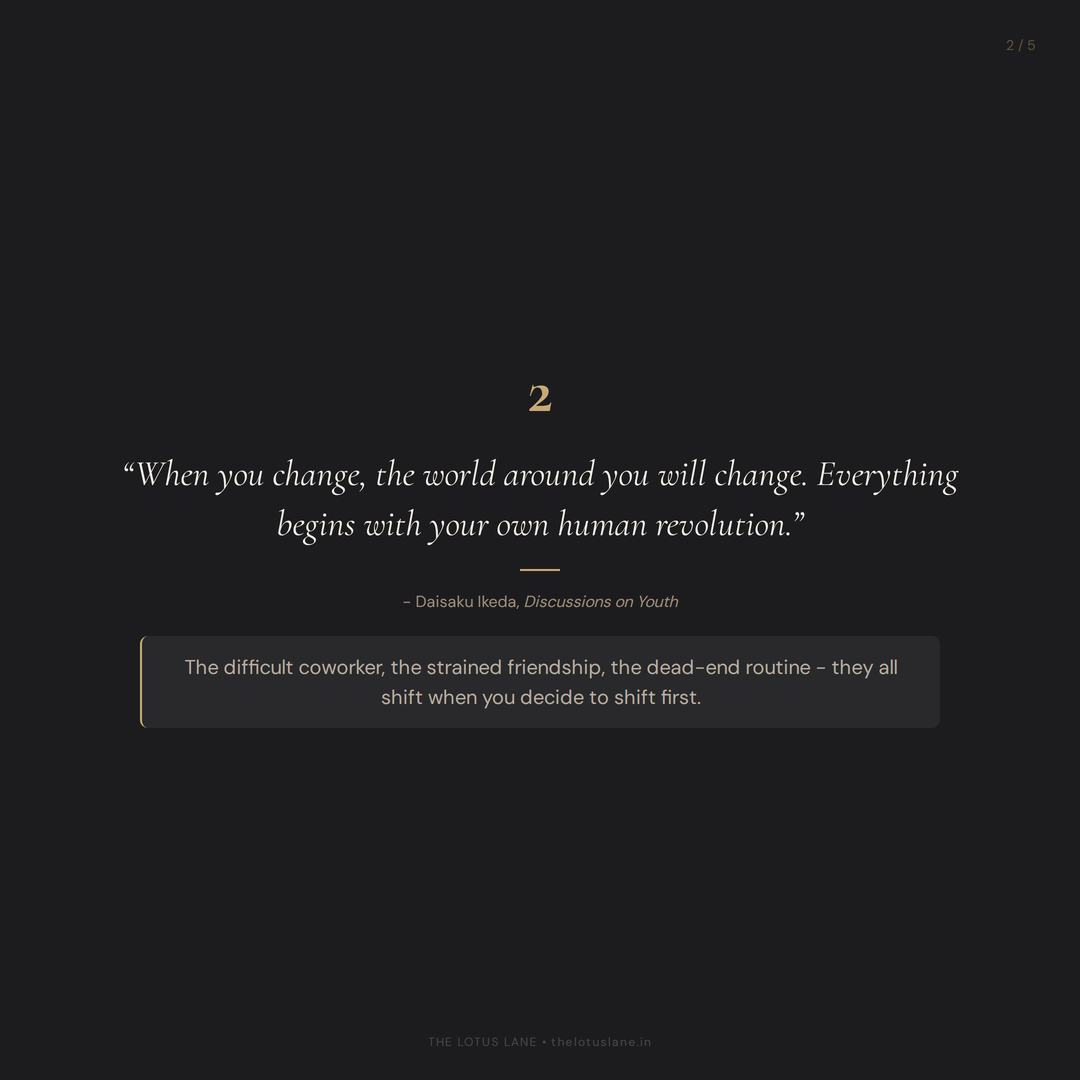 2 / 5
2
“When you change, the world around you will change. Everything
begins with your own human revolution.”
– Daisaku Ikeda, Discussions on Youth
The difficult coworker, the strained friendship, the dead-end routine – they all
shift when you decide to shift first.
THE LOTUS LANE • thelotuslane.in